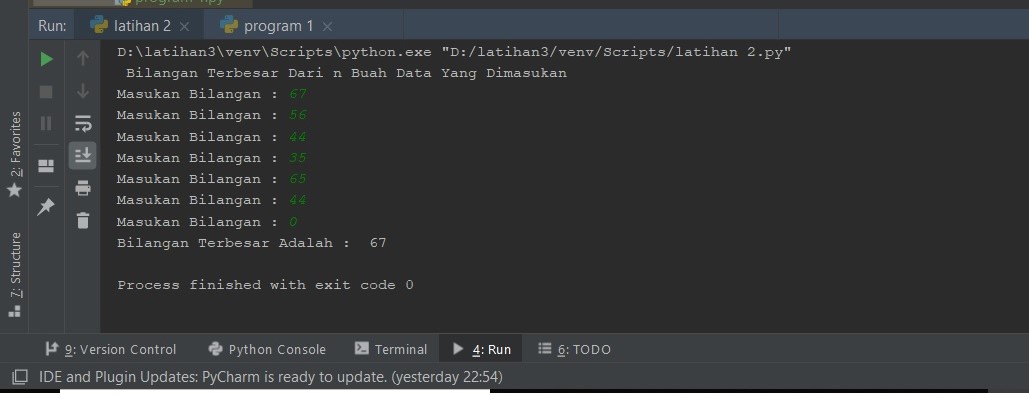 Run:
latihan 2
program 1
D:\latihan3\venv\Scripts\python.exe "D:/latihan3/venv/Scripts/latihan 2.py"
Bilangan Terbesar Dari n Buah Data Yang Dimasukan
Masukan Bilangan : 67
Masukan Bilangan : 56
Masukan Bilangan : 44
Masukan Bilangan : 35
Masukan Bilangan : 65
Masukan Bilangan : 44
Masukan Bilangan : 0
Bilangan Terbesar Adalah : 67
Process finished with exit code 0
2: Favorites
7: Structure
9: Version Control
Python Console
Terminal
4: Run
6: TODO
IDE and Plugin Updates: PyCharm is ready to update. (yesterday 22:54)